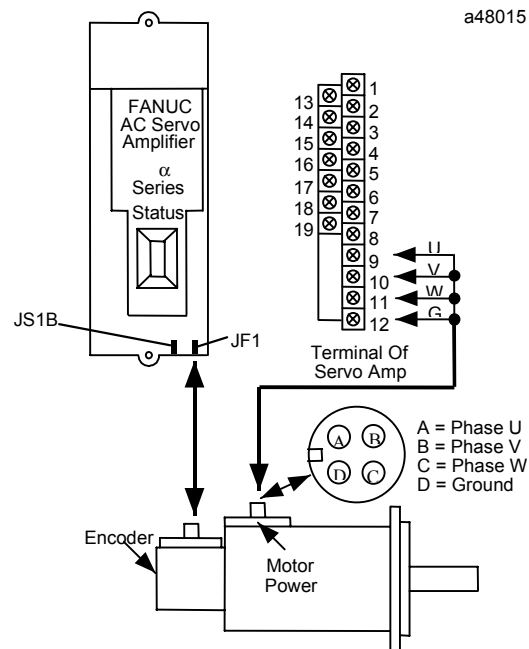 a48015
FANUC
AC Servo
Amplifier
α
Series
Status
JS1B
JF1
13
14
15
16
17
18
19
1
2
3
4
5
6
7
8
9
10
11
12
U
V
W
G
Terminal Of
Servo Amp
A
B
D
C
A = Phase U
B = Phase V
C = Phase W
D = Ground
Encoder
Motor
Power